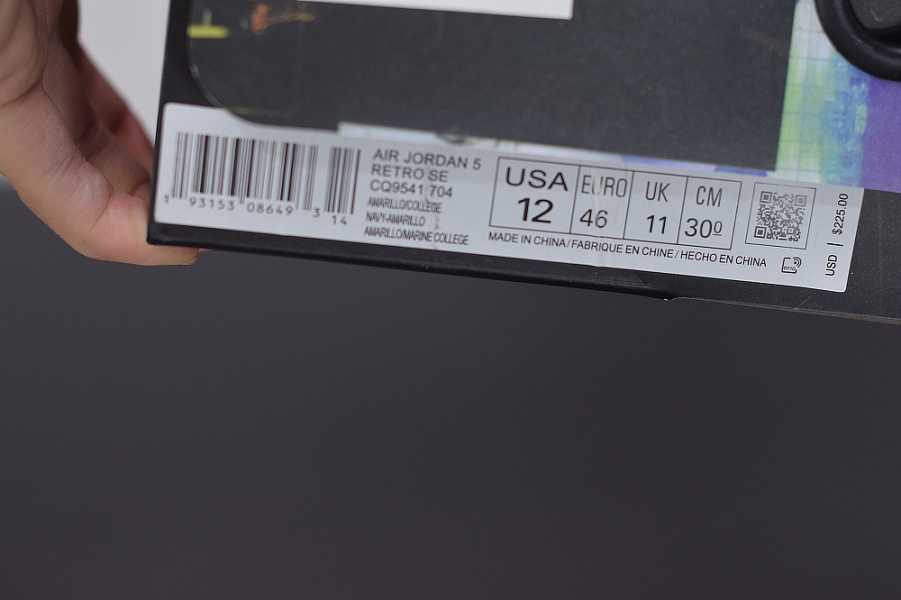 AIR JORDAN 5
RETRO SE
CQ9541 704
AMARILLO/COLLEGE
NAVY-AMARILLO
AMARILLO/MARINE COLLEGE
1 93153 08649 3 14
USA EURO UK CM
12 46 11 30⁰
MADE IN CHINA / FABRIQUE EN CHINE / HECHO EN CHINA
USD | $225.00